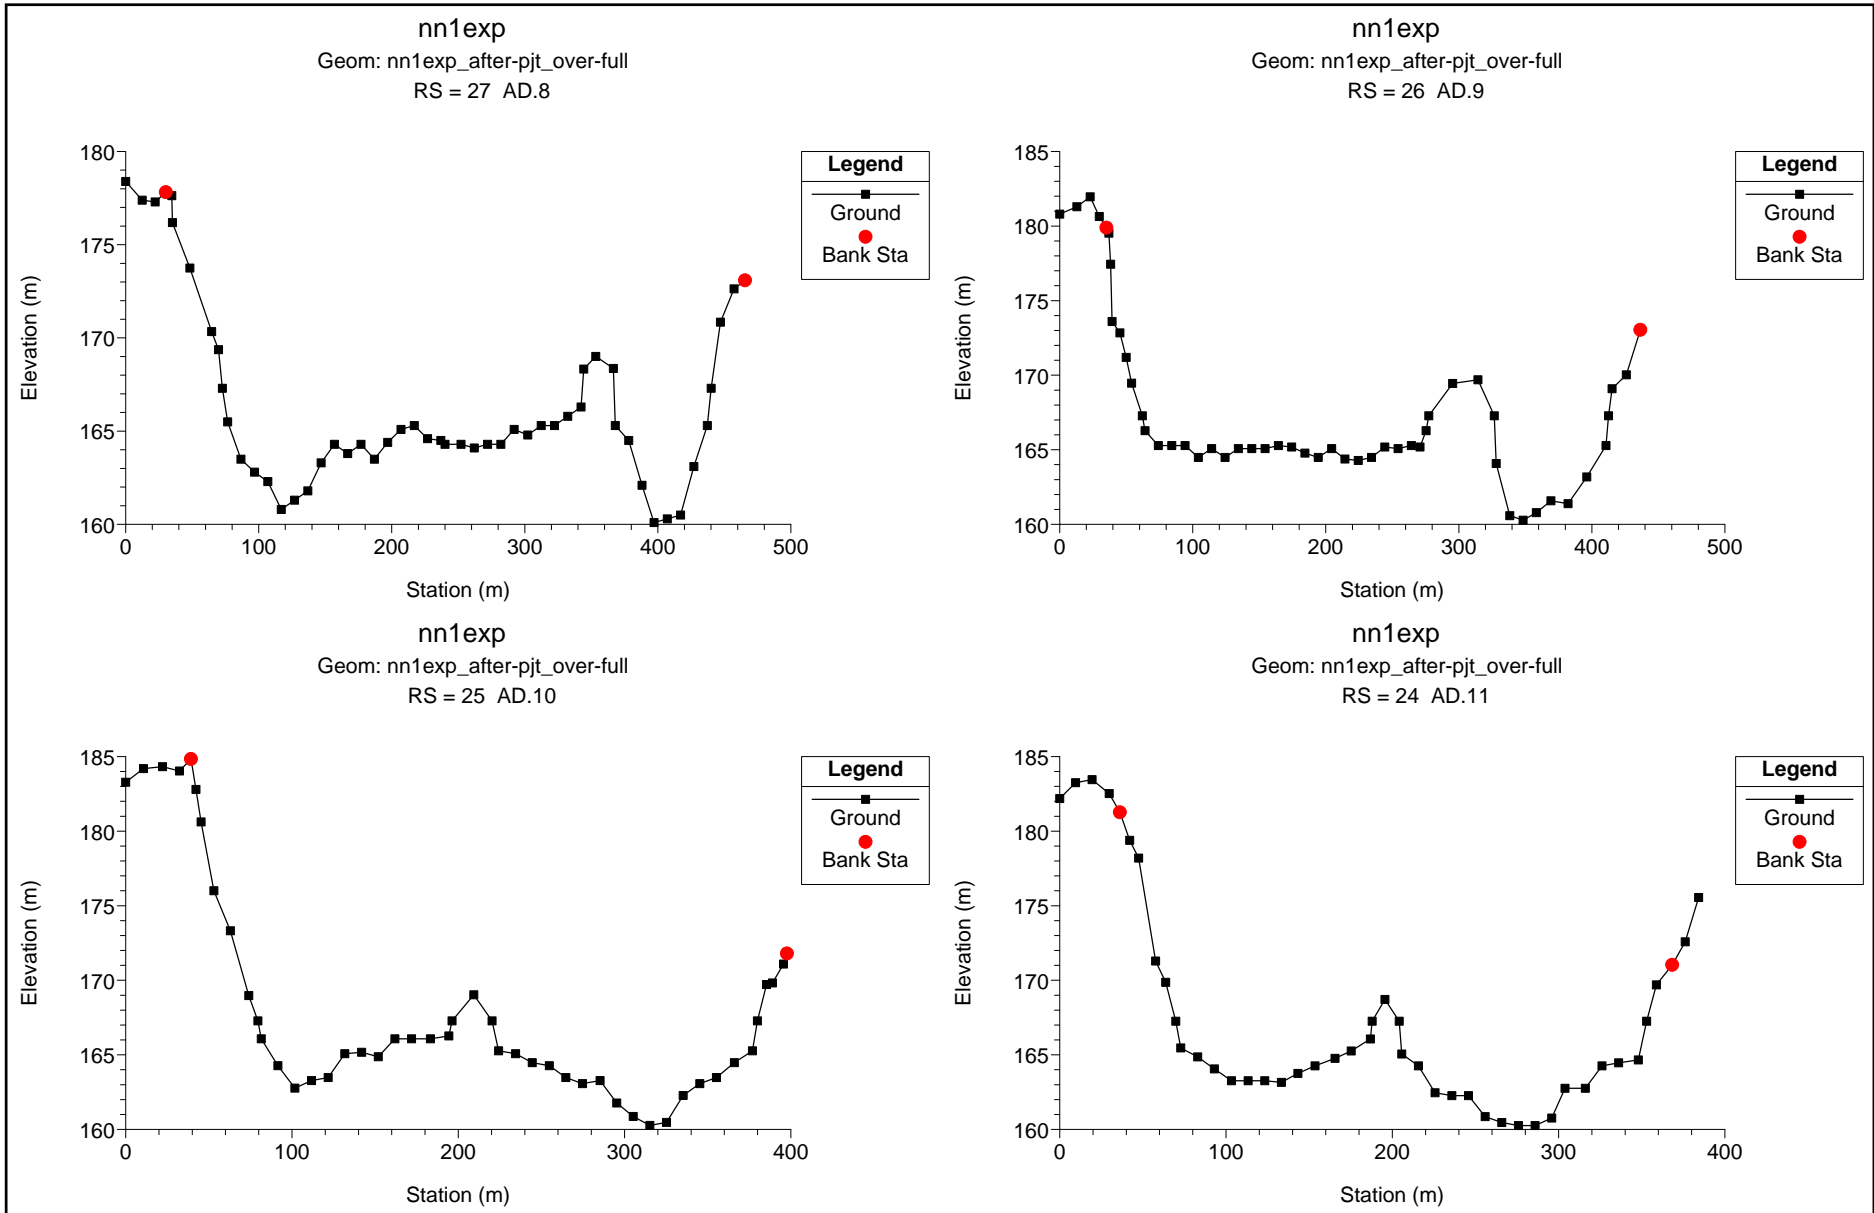 nn1exp
Geom: nn1exp_after-pjt_over-full
RS = 27 AD.8
180
175
170
165
160
Elevation (m)
0 100 200 300 400 500
Station (m)
Legend
Ground
Bank Sta
nn1exp
Geom: nn1exp_after-pjt_over-full
RS = 26 AD.9
185
180
175
170
165
160
Elevation (m)
0 100 200 300 400 500
Station (m)
Legend
Ground
Bank Sta
nn1exp
Geom: nn1exp_after-pjt_over-full
RS = 25 AD.10
185
180
175
170
165
160
Elevation (m)
0 100 200 300 400
Station (m)
Legend
Ground
Bank Sta
nn1exp
Geom: nn1exp_after-pjt_over-full
RS = 24 AD.11
185
180
175
170
165
160
Elevation (m)
0 100 200 300 400
Station (m)
Legend
Ground
Bank Sta